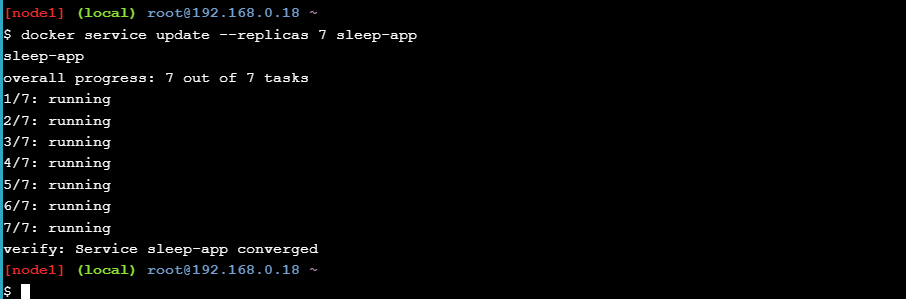 [node1] (local) root@192.168.0.18 ~
$ docker service update --replicas 7 sleep-app
sleep-app
overall progress: 7 out of 7 tasks
1/7: running
2/7: running
3/7: running
4/7: running
5/7: running
6/7: running
7/7: running
verify: Service sleep-app converged
[node1] (local) root@192.168.0.18 ~
$